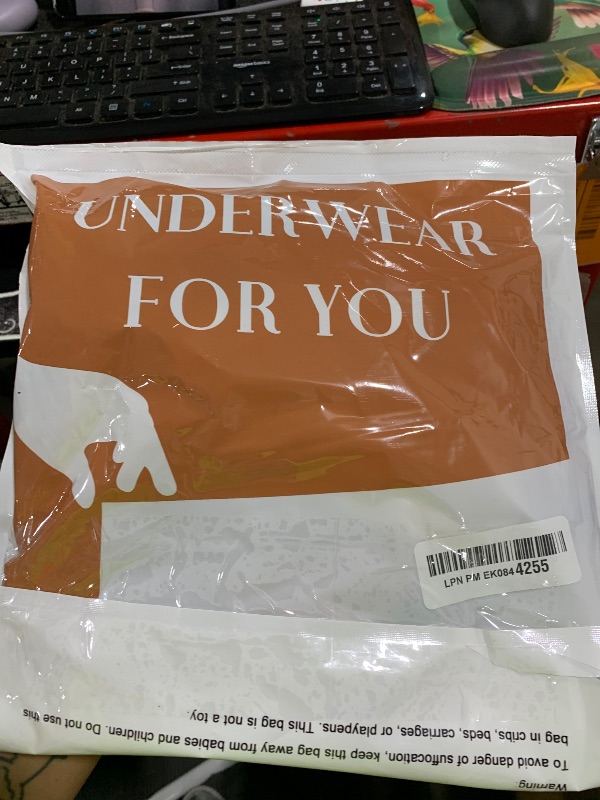 amazonbasics
UNDERWEAR
FOR YOU
LPN PM EK0844255
Warning:
To avoid danger of suffocation, keep this bag away from babies and children. Do not use this
bag in cribs, beds, carriages, or playpens. This bag is not a toy.